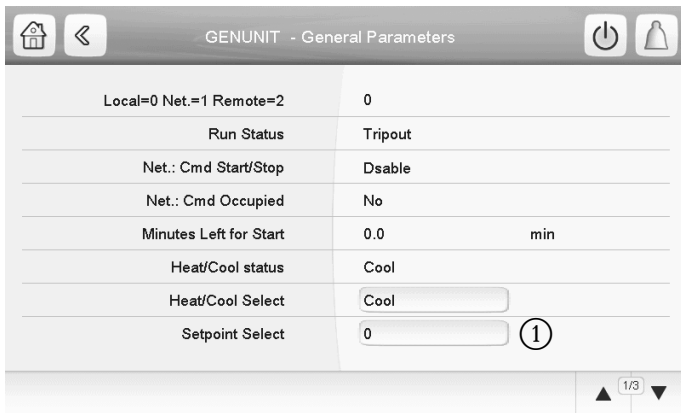 GENUNIT - General Parameters
Local=0 Net.=1 Remote=2 0
Run Status Tripout
Net.: Cmd Start/Stop Dsable
Net.: Cmd Occupied No
Minutes Left for Start 0.0 min
Heat/Cool status Cool
Heat/Cool Select Cool
Setpoint Select 0 ①
1/3